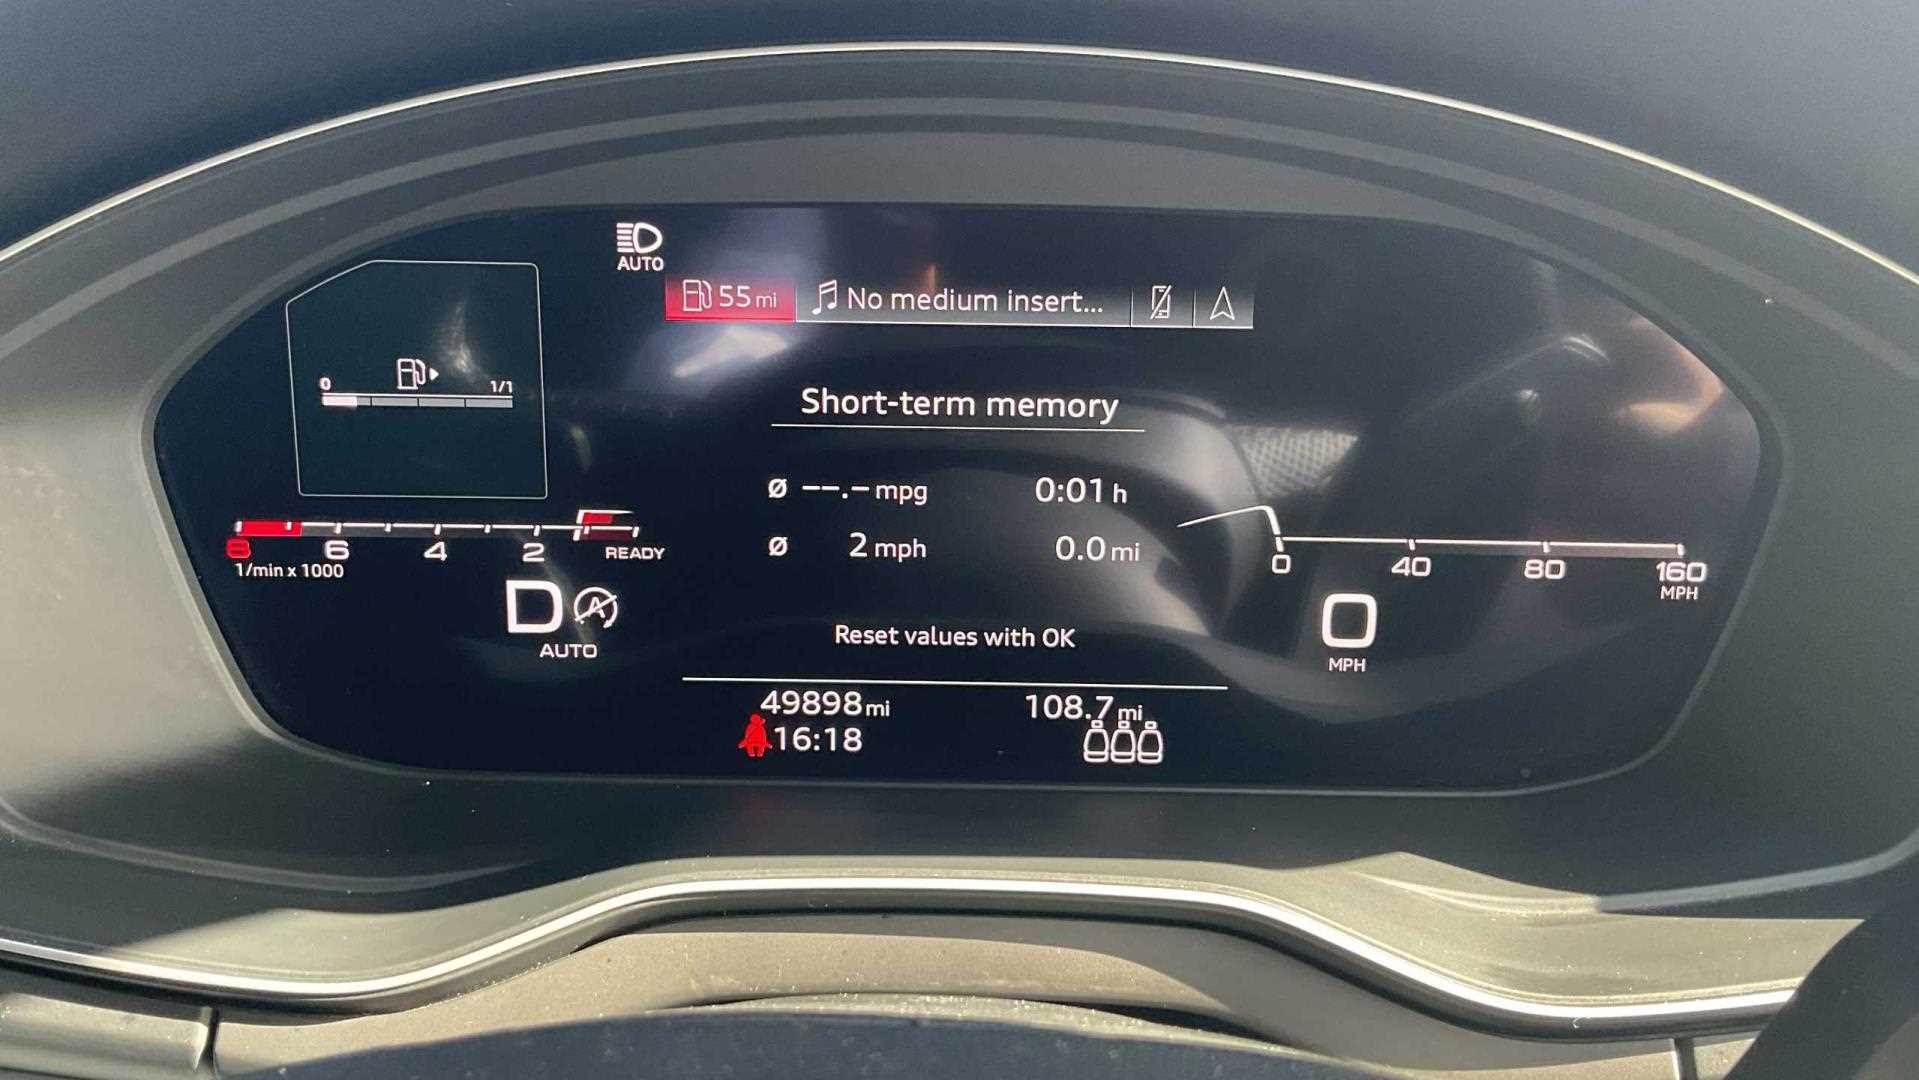 AUTO
55 mi No medium insert...
0 1/1
Short-term memory
Ø --.- mpg 0:01 h
Ø 2 mph 0.0 mi
8 6 4 2 READY
1/min x 1000
0 40 80 160
MPH
D A
AUTO
0
MPH
Reset values with OK
49898 mi 108.7 mi
16:18